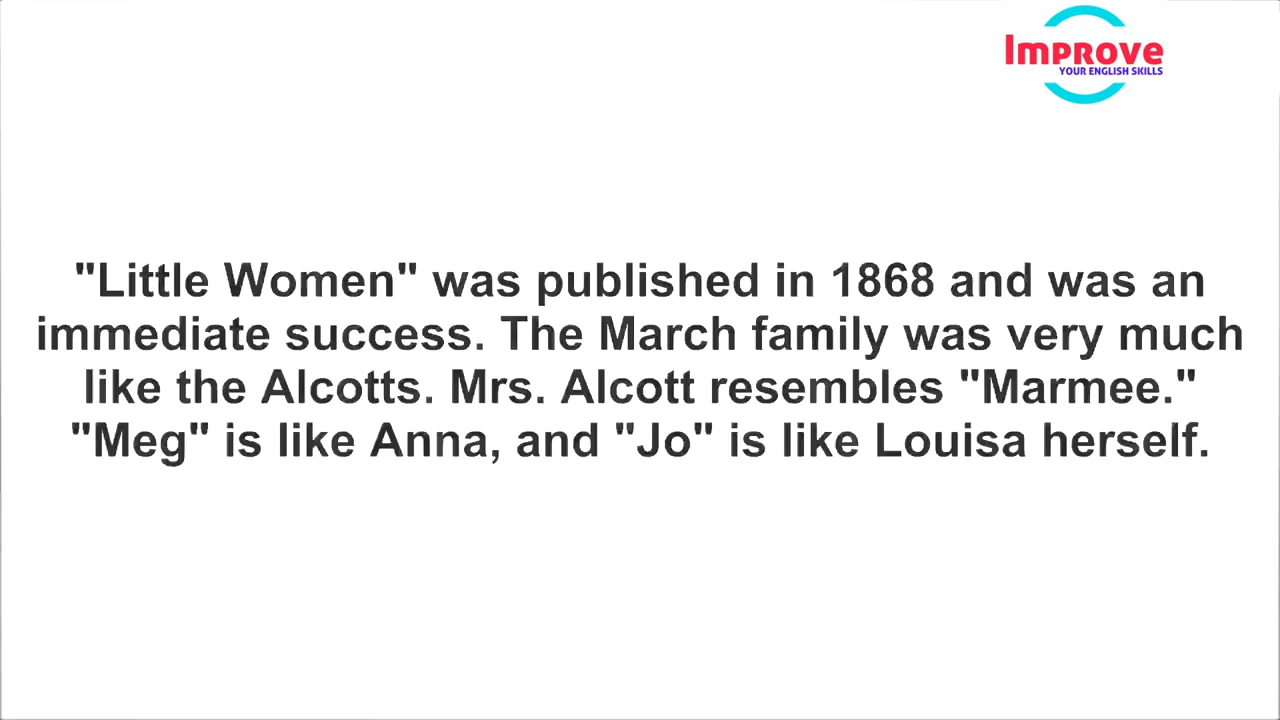 Improve
YOUR ENGLISH SKILLS
"Little Women" was published in 1868 and was an
immediate success. The March family was very much
like the Alcotts. Mrs. Alcott resembles "Marmee."
"Meg" is like Anna, and "Jo" is like Louisa herself.